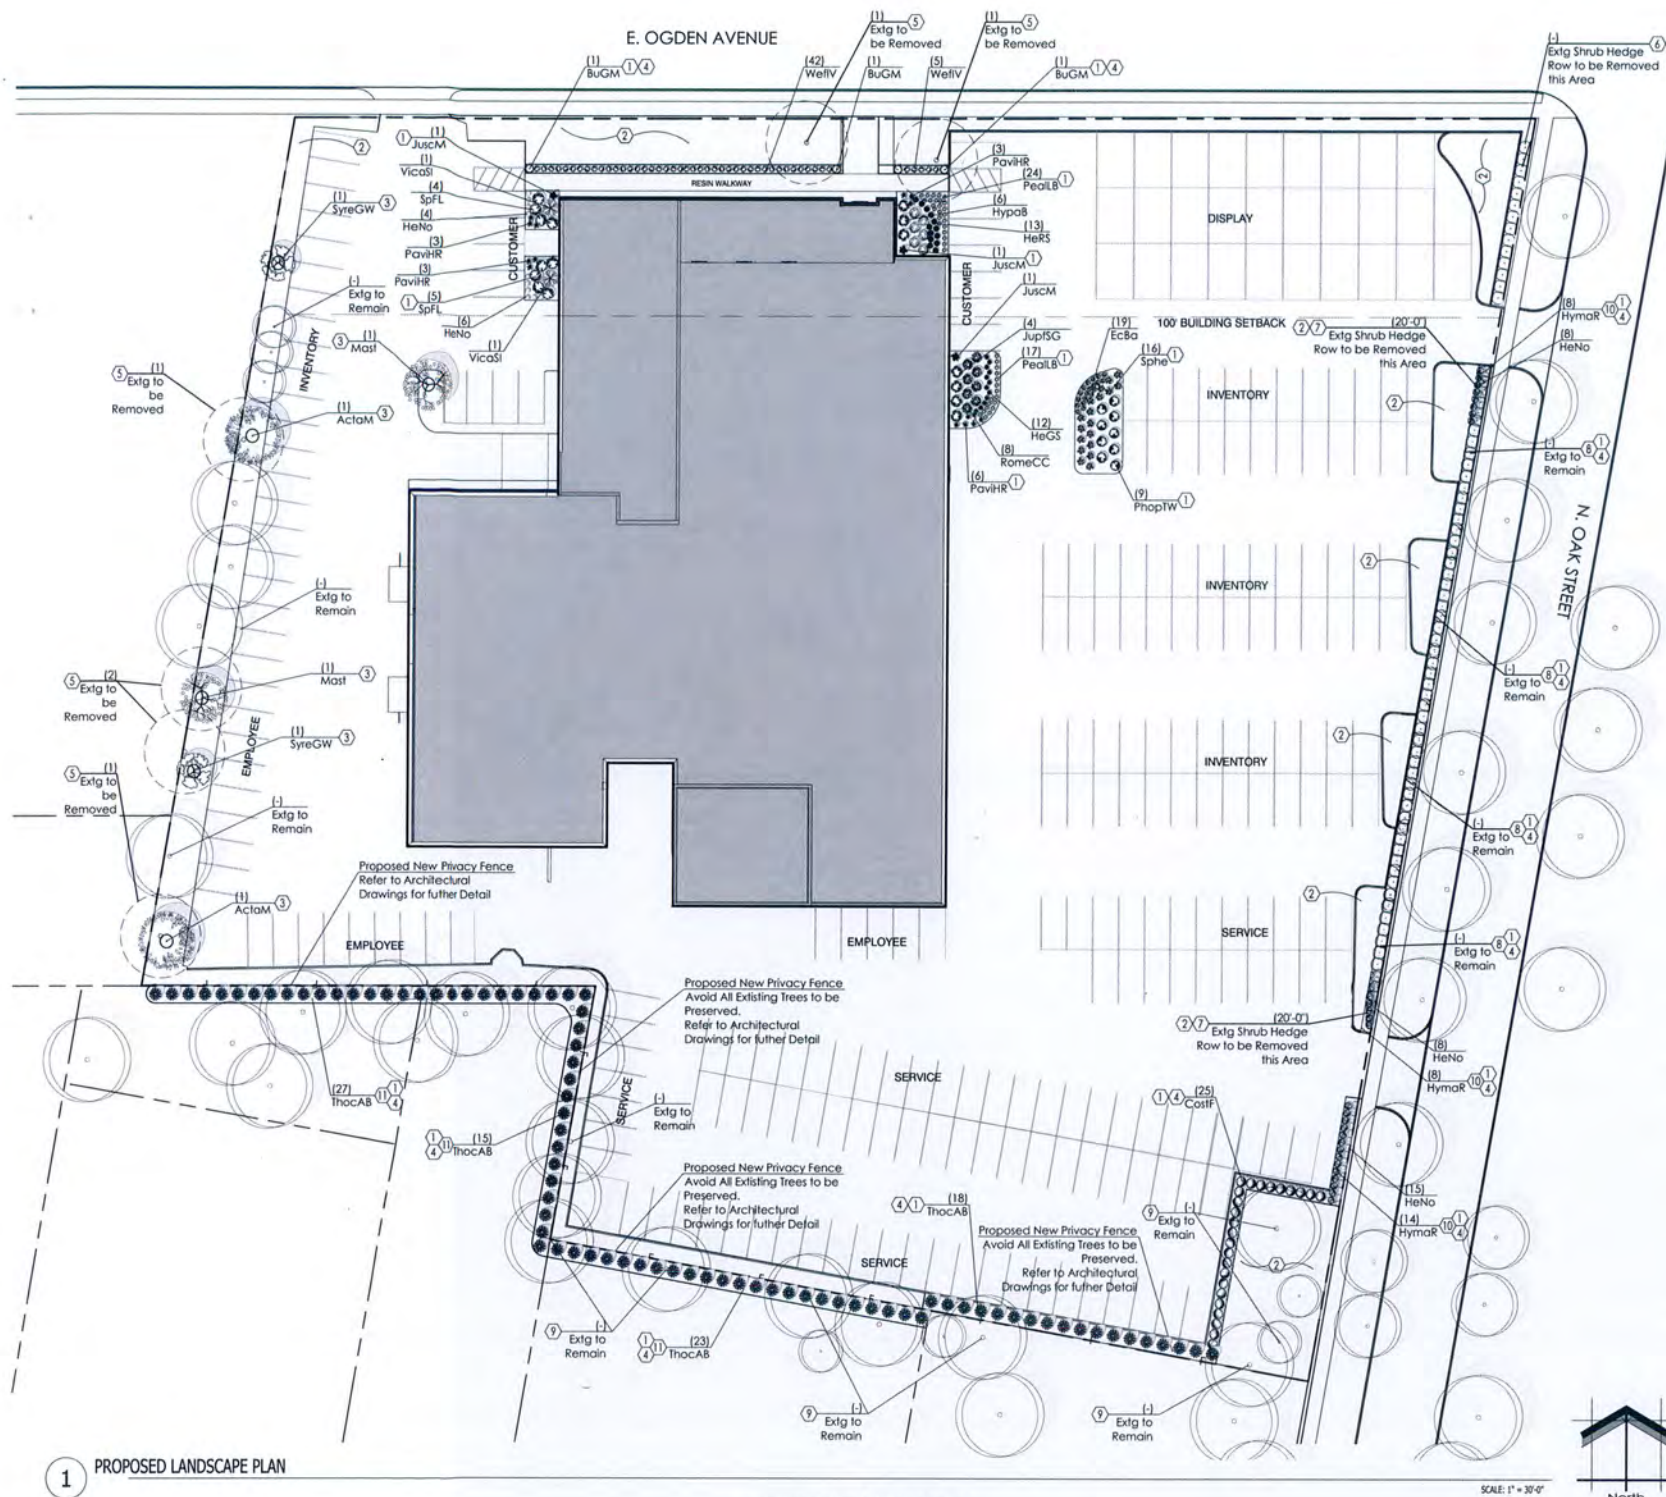 E. OGDEN AVENUE
(1)
Extg to 5
be Removed
(1)
Extg to 5
be Removed
(-)
Extg Shrub Hedge 6
Row to be Removed
this Area
(1)
BuGM 1 4
(42)
WeflV
(1)
BuGM
(5)
WeflV
(1)
BuGM 1 4
2
2
2
1 (1)
JuscM
(1)
VicaSI
(4)
SpFL
(4)
HeNo
(3)
PaviHR
(3)
PaviHR
1 (5)
SpFL
(6)
HeNo
(1)
VicaSI
RESIN WALKWAY
CUSTOMER
(3)
PaviHR
(24)
PealLB 1
(6)
HypaB
(13)
HeRS
(1)
JuscM 1
(1)
JuscM
CUSTOMER
DISPLAY
(1)
SyreGW 3
(-)
Extg to
Remain
INVENTORY
3 (1)
Mast
5 (1)
Extg to
be
Removed
(1)
ActaM 3
(4)
JupfSG
(17)
PealLB 1
(12)
HeGS
(8)
RomeCC
(6)
PaviHR 1
(19)
EcBa
(16)
Sphe 1
(9)
PhopTW 1
100' BUILDING SETBACK
2 7 (20'-0")
Extg Shrub Hedge
Row to be Removed
this Area
(8)
HymaR 10 1 4
(8)
HeNo
INVENTORY
2
(-)
Extg to 8 1 4
Remain
N. OAK STREET
(-)
Extg to
Remain
INVENTORY
2
(-)
Extg to 8 1 4
Remain
5 (2)
Extg to
be
Removed
(1)
Mast 3
(1)
SyreGW 3
EMPLOYEE
5 (1)
Extg to
be
Removed
(-)
Extg to
Remain
INVENTORY
2
(-)
Extg to 8 1 4
Remain
Proposed New Privacy Fence
Refer to Architectural
Drawings for futher Detail
(1)
ActaM 3
EMPLOYEE
EMPLOYEE
SERVICE
2
(-)
Extg to 8 1 4
Remain
Proposed New Privacy Fence
Avoid All Extisting Trees to be
Preserved.
Refer to Architectural
Drawings for futher Detail
2 7 (20'-0")
Extg Shrub Hedge
Row to be Removed
this Area
(8)
HeNo
(8)
HymaR 10 1 4
(27)
ThocAB 11 1 4
SERVICE
SERVICE
(-)
Extg to
Remain
1 4 (25)
CostF
1 4 11 (15)
ThocAB
Proposed New Privacy Fence
Avoid All Extisting Trees to be
Preserved.
Refer to Architectural
Drawings for futher Detail
4 1 (18)
ThocAB
Proposed New Privacy Fence
Avoid All Extisting Trees to be
Preserved.
Refer to Architectural
Drawings for futher Detail
9 (-)
Extg to
Remain
(15)
HeNo
(14)
HymaR 10 1 4
SERVICE
2
9 (-)
Extg to
Remain
1 4 11 (23)
ThocAB
9 (-)
Extg to
Remain
9 (-)
Extg to
Remain
1 PROPOSED LANDSCAPE PLAN
SCALE: 1" = 30'-0"
North